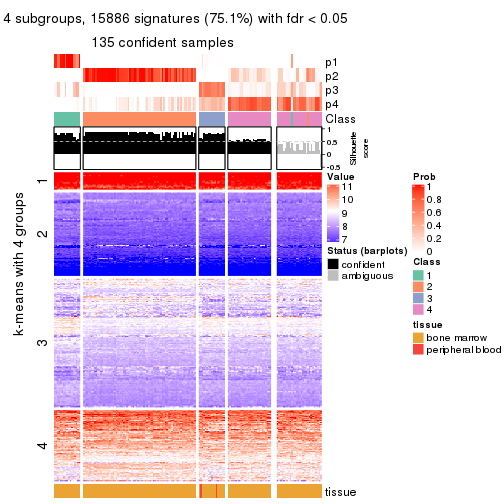 4 subgroups, 15886 signatures (75.1%) with fdr < 0.05
135 confident samples
p1
p2
p3
p4
Class
1
0.5
0
-0.5
Silhouette
score
k-means with 4 groups
1
2
3
4
tissue
Value
11
10
9
8
7
Status (barplots)
confident
ambiguous
Prob
1
0.8
0.6
0.4
0.2
0
Class
1
2
3
4
tissue
bone marrow
peripheral blood